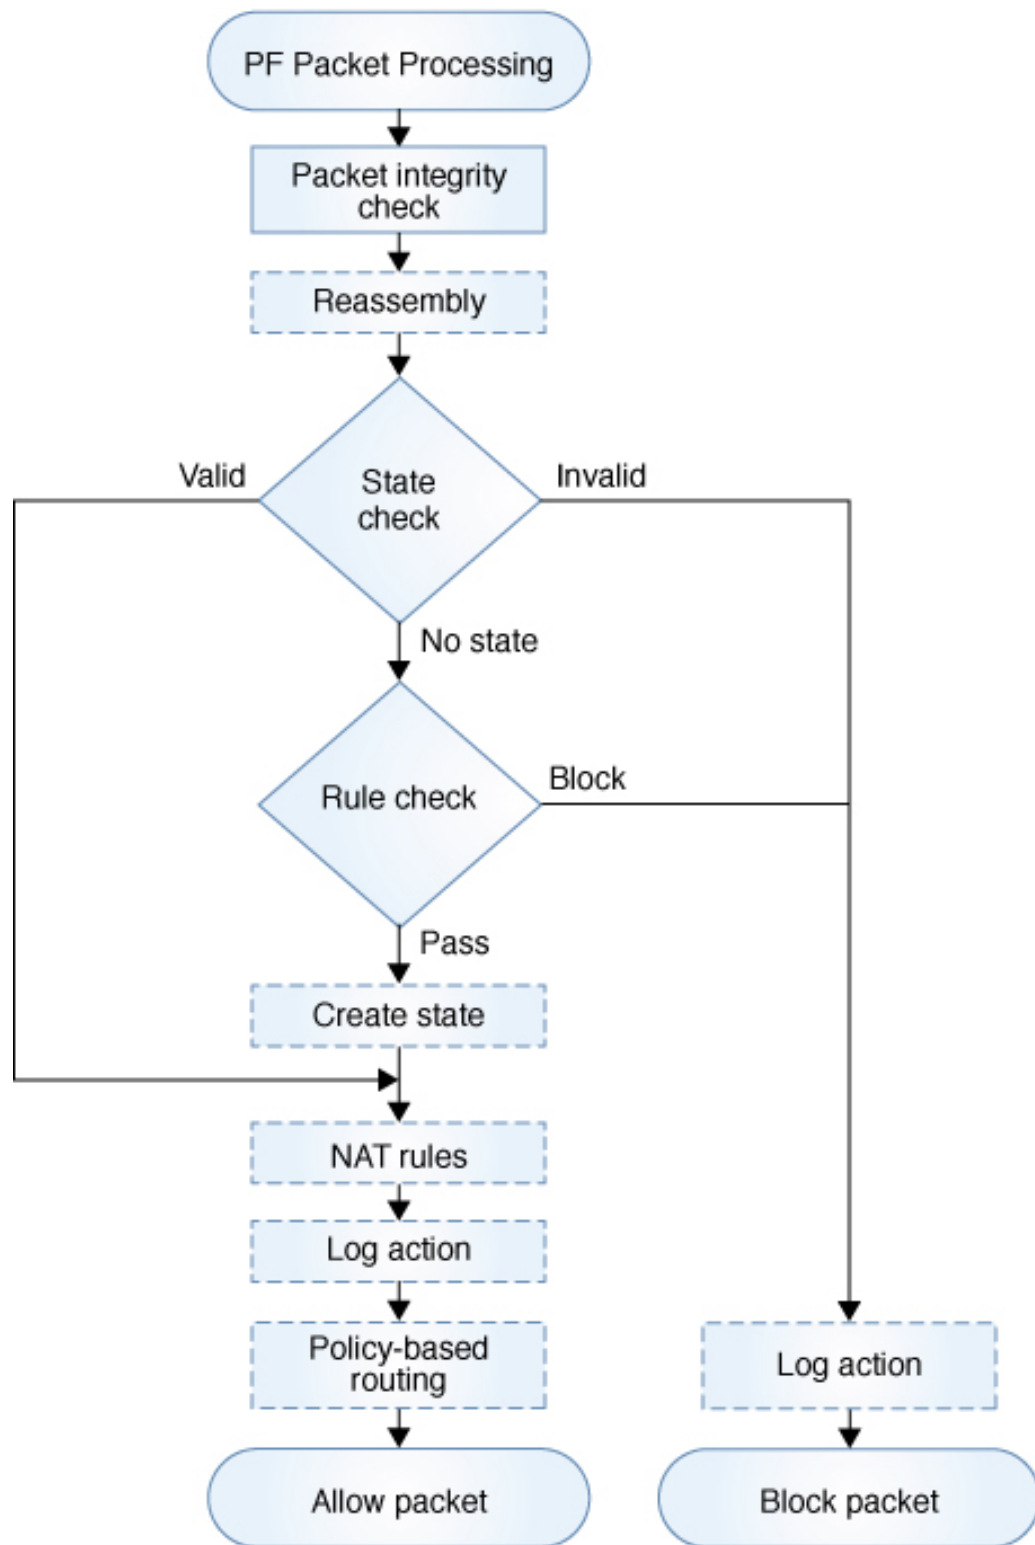 PF Packet Processing
Packet integrity
check
Reassembly
Valid
State
check
Invalid
No state
Rule check
Block
Pass
Create state
NAT rules
Log action
Policy-based
routing
Log action
Allow packet
Block packet